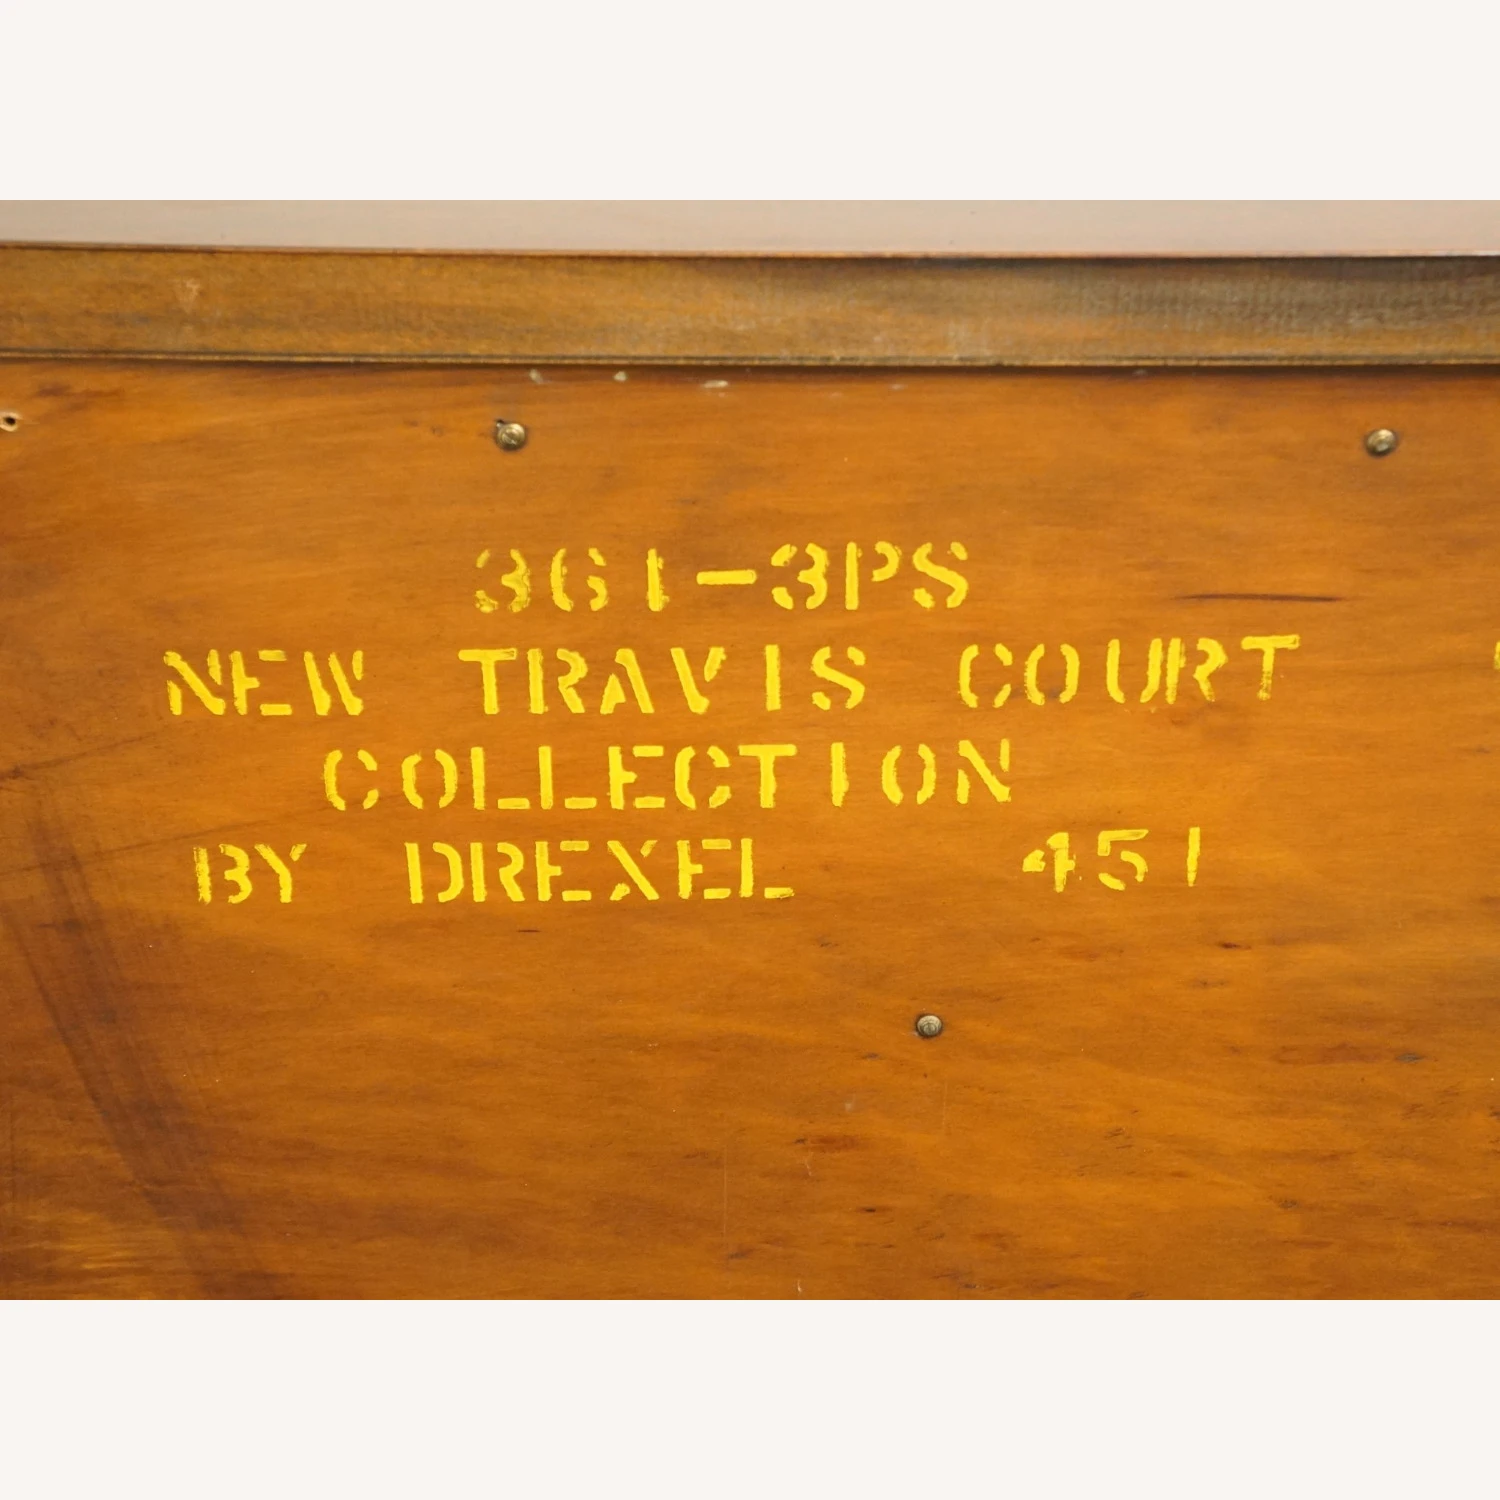 361-3PS
NEW TRAVIS COURT
COLLECTION
BY DREXEL 451